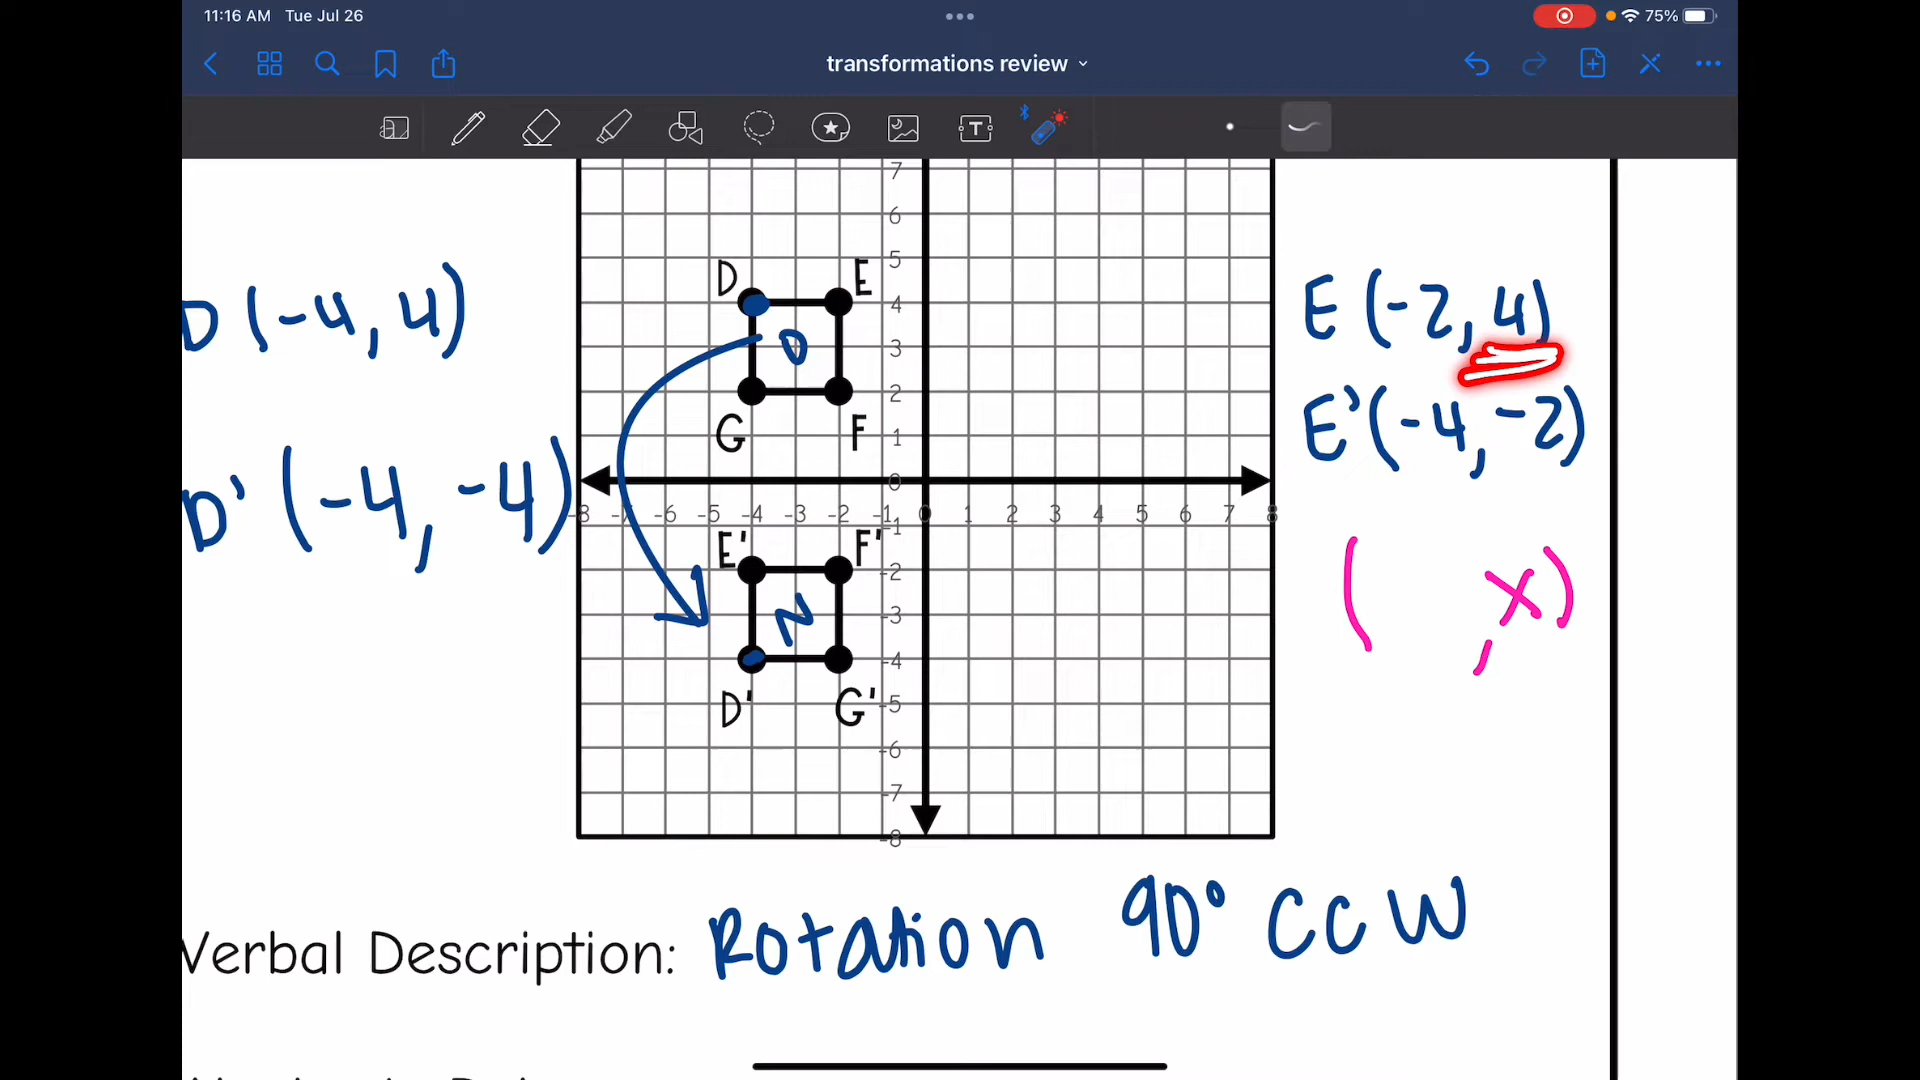 11:16 AM Tue Jul 26
75%
transformations review
T
7
6
5
4
3
2
1
0
-8 -6 -5 -4 -3 -2 -1 0 1 2 3 4 5 6 7 8
-1
-2
-3
-4
-5
-6
-7
-8
D E
O
G F
E' F'
N
D' G'
D (-4, 4)
D' (-4, -4)
E (-2, 4)
E' (-4, -2)
( , x)
Verbal Description: Rotation 90° CCW